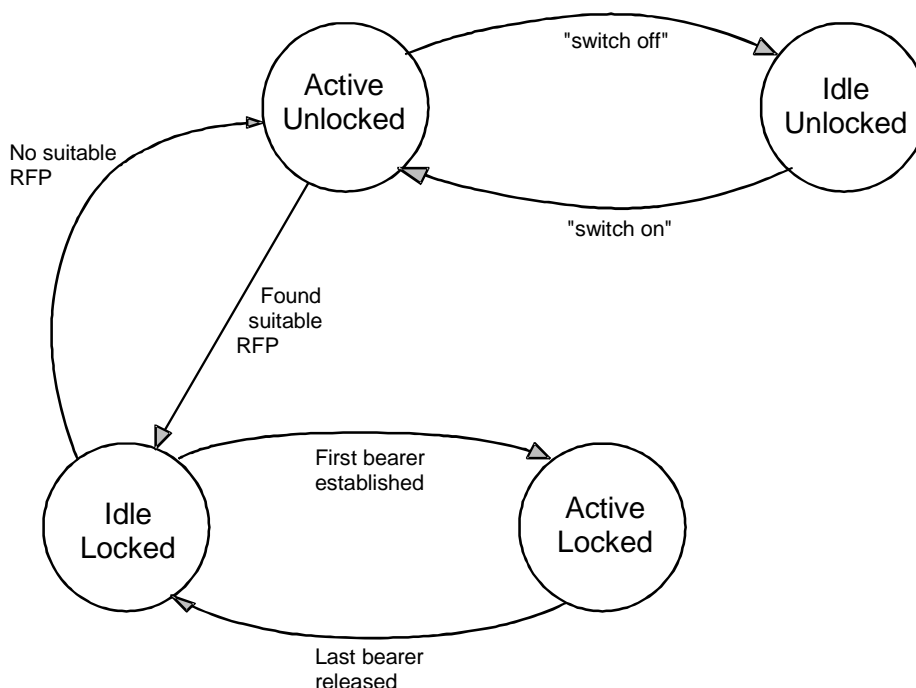 "switch off"
Active
Unlocked
Idle
Unlocked
No suitable
RFP
"switch on"
Found
suitable
RFP
First bearer
established
Idle
Locked
Active
Locked
Last bearer
released